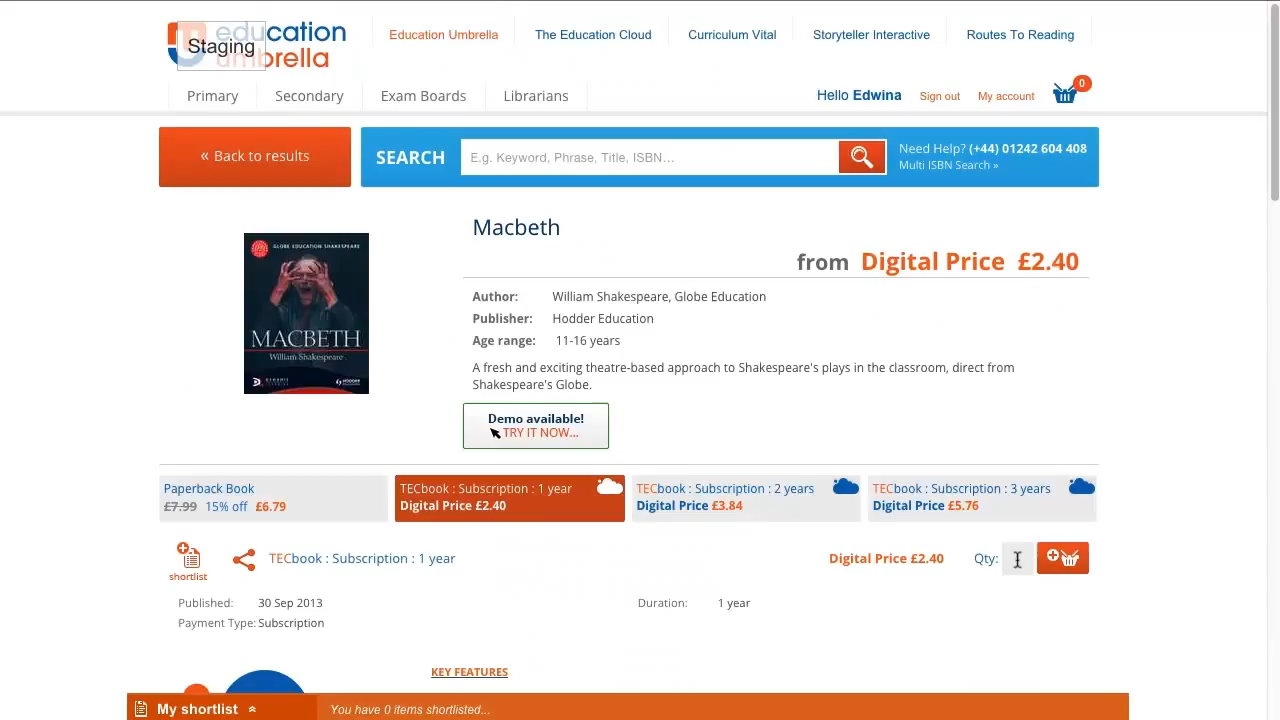 education
umbrella
Staging
Education Umbrella
The Education Cloud
Curriculum Vital
Storyteller Interactive
Routes To Reading
Primary
Secondary
Exam Boards
Librarians
Hello Edwina
Sign out
My account
0
« Back to results
SEARCH
E.g. Keyword, Phrase, Title, ISBN...
Need Help? (+44) 01242 604 408
Multi ISBN Search »
GLOBE EDUCATION SHAKESPEARE
MACBETH
William Shakespeare
HODDER
Macbeth
from Digital Price £2.40
Author: William Shakespeare, Globe Education
Publisher: Hodder Education
Age range: 11-16 years
A fresh and exciting theatre-based approach to Shakespeare's plays in the classroom, direct from
Shakespeare's Globe.
Demo available!
TRY IT NOW...
Paperback Book
£7.99 15% off £6.79
TECbook : Subscription : 1 year
Digital Price £2.40
TECbook : Subscription : 2 years
Digital Price £3.84
TECbook : Subscription : 3 years
Digital Price £5.76
shortlist
TECbook : Subscription : 1 year
Digital Price £2.40
Qty:
Published: 30 Sep 2013
Duration: 1 year
Payment Type: Subscription
KEY FEATURES
My shortlist
You have 0 items shortlisted...